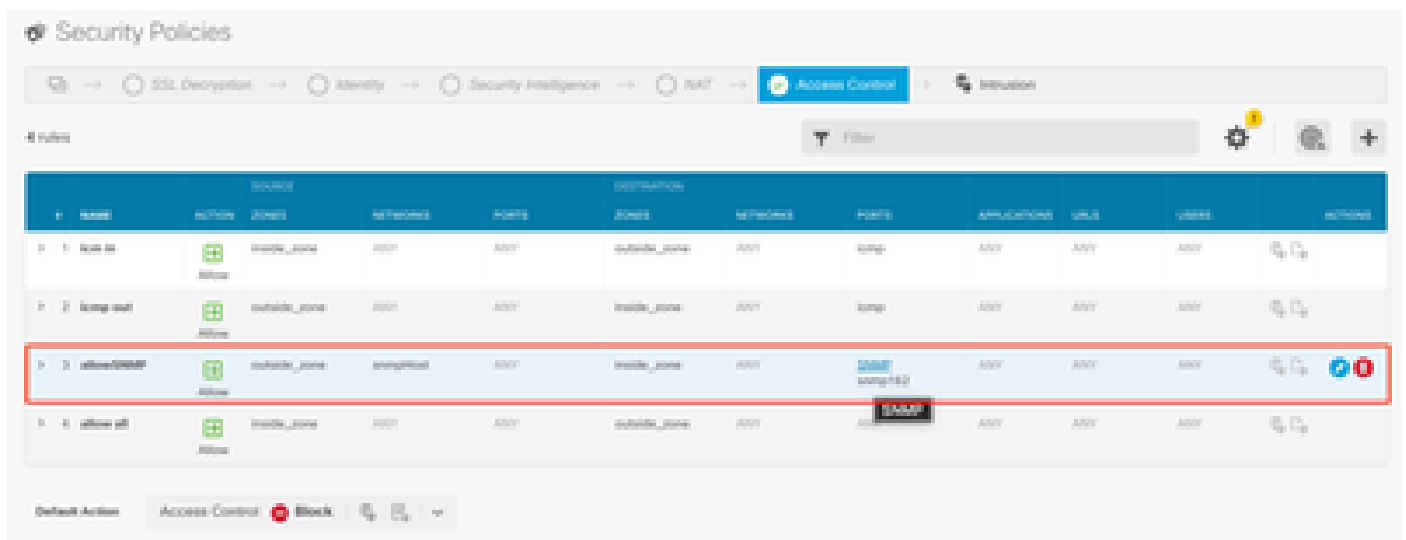 Security Policies
→ SSL Decryption → Identity → Security Intelligence → NAT → Access Control → Intrusion
4 rules
Filter
SOURCE DESTINATION
# NAME ACTION ZONES NETWORKS PORTS ZONES NETWORKS PORTS APPLICATIONS URLS USERS ACTIONS
1 Allow inside_zone ANY ANY outside_zone ANY icmp ANY ANY ANY
2 icmp out Allow outside_zone ANY ANY inside_zone ANY icmp ANY ANY ANY
3 allowSNMP Allow outside_zone snmpHost ANY inside_zone ANY SNMP ANY ANY ANY
snmp162
SNMP
4 allow all Allow inside_zone ANY ANY outside_zone ANY ANY ANY ANY
Default Action Access Control Block